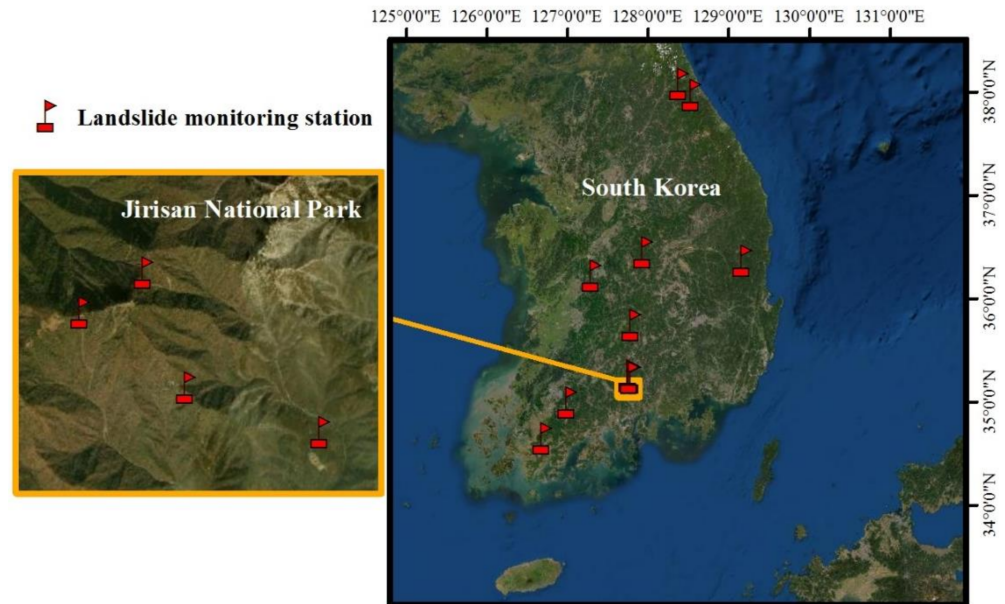 125°0'0"E 126°0'0"E 127°0'0"E 128°0'0"E 129°0'0"E 130°0'0"E 131°0'0"E
Landslide monitoring station
Jirisan National Park
South Korea
38°0'0"N
37°0'0"N
36°0'0"N
35°0'0"N
34°0'0"N